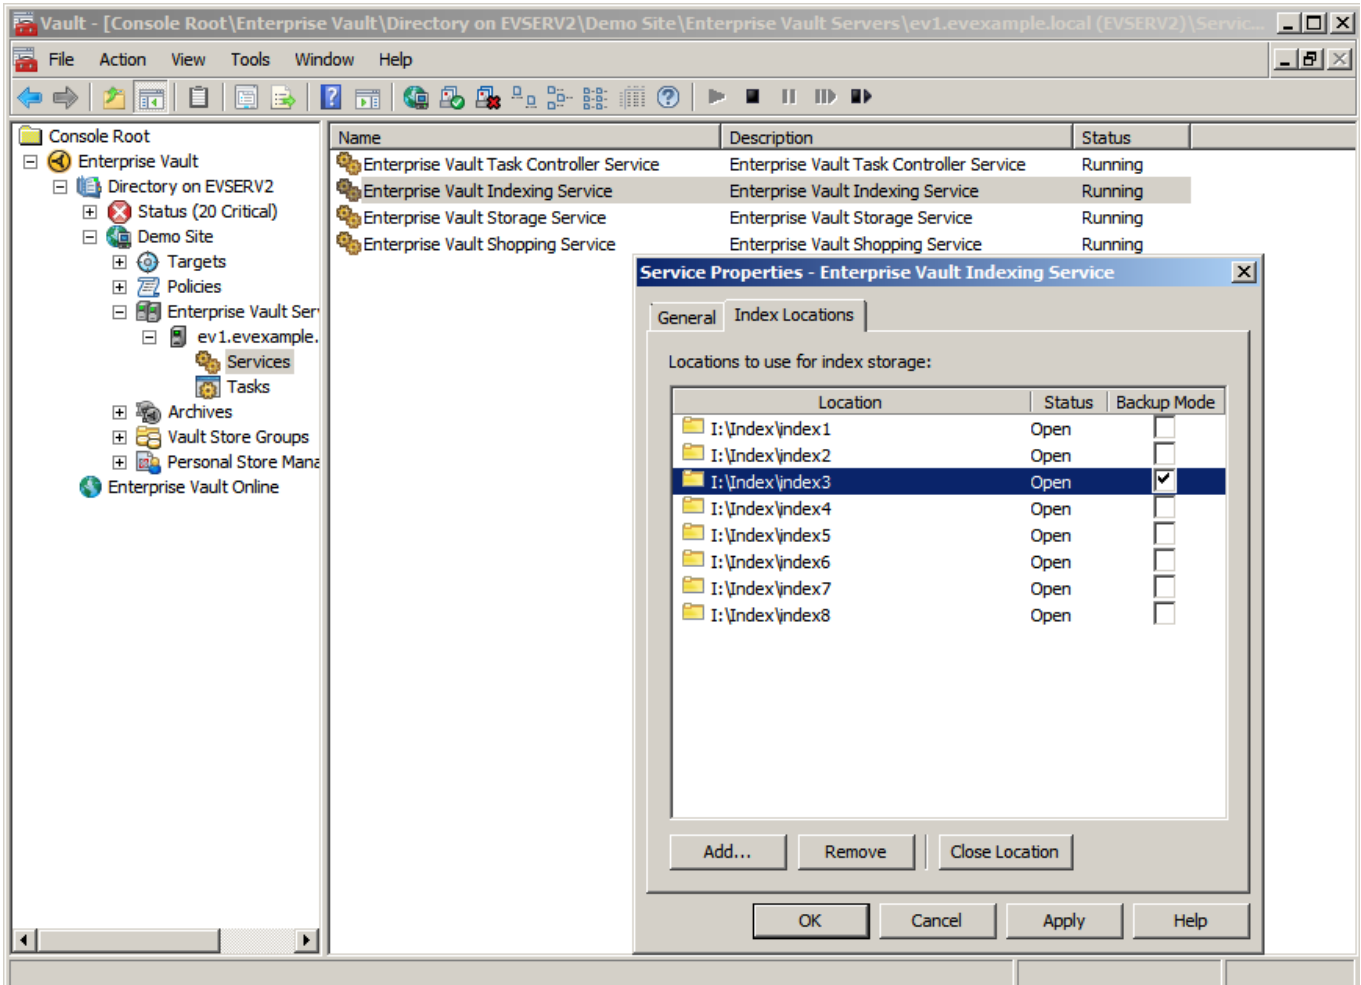 Vault - [Console Root\Enterprise Vault\Directory on EVSERV2\Demo Site\Enterprise Vault Servers\ev1.evexample.local (EVSERV2)\Servic...
File Action View Tools Window Help
Console Root
Enterprise Vault
Directory on EVSERV2
Status (20 Critical)
Demo Site
Targets
Policies
Enterprise Vault Ser
ev1.evexample.
Services
Tasks
Archives
Vault Store Groups
Personal Store Mana
Enterprise Vault Online
Name Description Status
Enterprise Vault Task Controller Service Enterprise Vault Task Controller Service Running
Enterprise Vault Indexing Service Enterprise Vault Indexing Service Running
Enterprise Vault Storage Service Enterprise Vault Storage Service Running
Enterprise Vault Shopping Service Enterprise Vault Shopping Service Running
Service Properties - Enterprise Vault Indexing Service
General Index Locations
Locations to use for index storage:
Location Status Backup Mode
I:\Index\index1 Open
I:\Index\index2 Open
I:\Index\index3 Open
I:\Index\index4 Open
I:\Index\index5 Open
I:\Index\index6 Open
I:\Index\index7 Open
I:\Index\index8 Open
Add... Remove Close Location
OK Cancel Apply Help